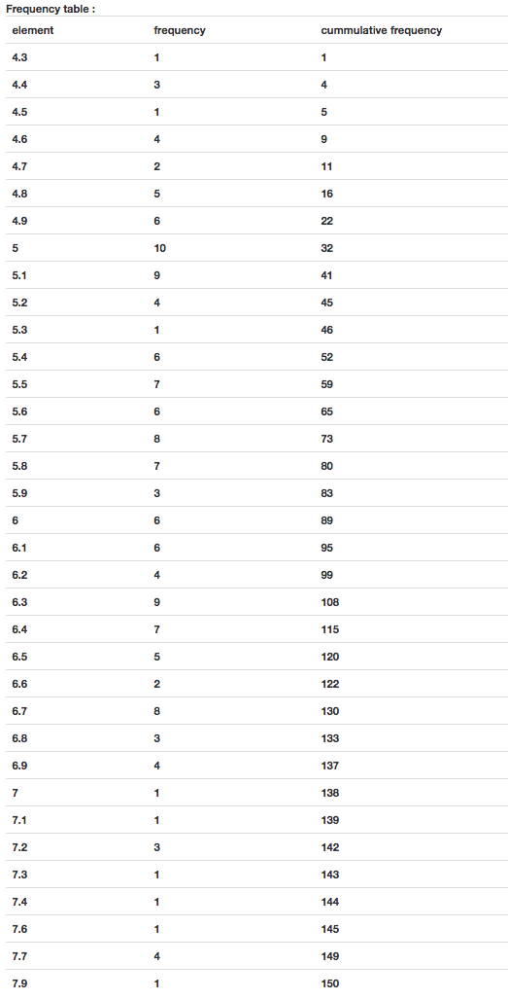 Frequency table :
element frequency cummulative frequency
4.3 1 1
4.4 3 4
4.5 1 5
4.6 4 9
4.7 2 11
4.8 5 16
4.9 6 22
5 10 32
5.1 9 41
5.2 4 45
5.3 1 46
5.4 6 52
5.5 7 59
5.6 6 65
5.7 8 73
5.8 7 80
5.9 3 83
6 6 89
6.1 6 95
6.2 4 99
6.3 9 108
6.4 7 115
6.5 5 120
6.6 2 122
6.7 8 130
6.8 3 133
6.9 4 137
7 1 138
7.1 1 139
7.2 3 142
7.3 1 143
7.4 1 144
7.6 1 145
7.7 4 149
7.9 1 150